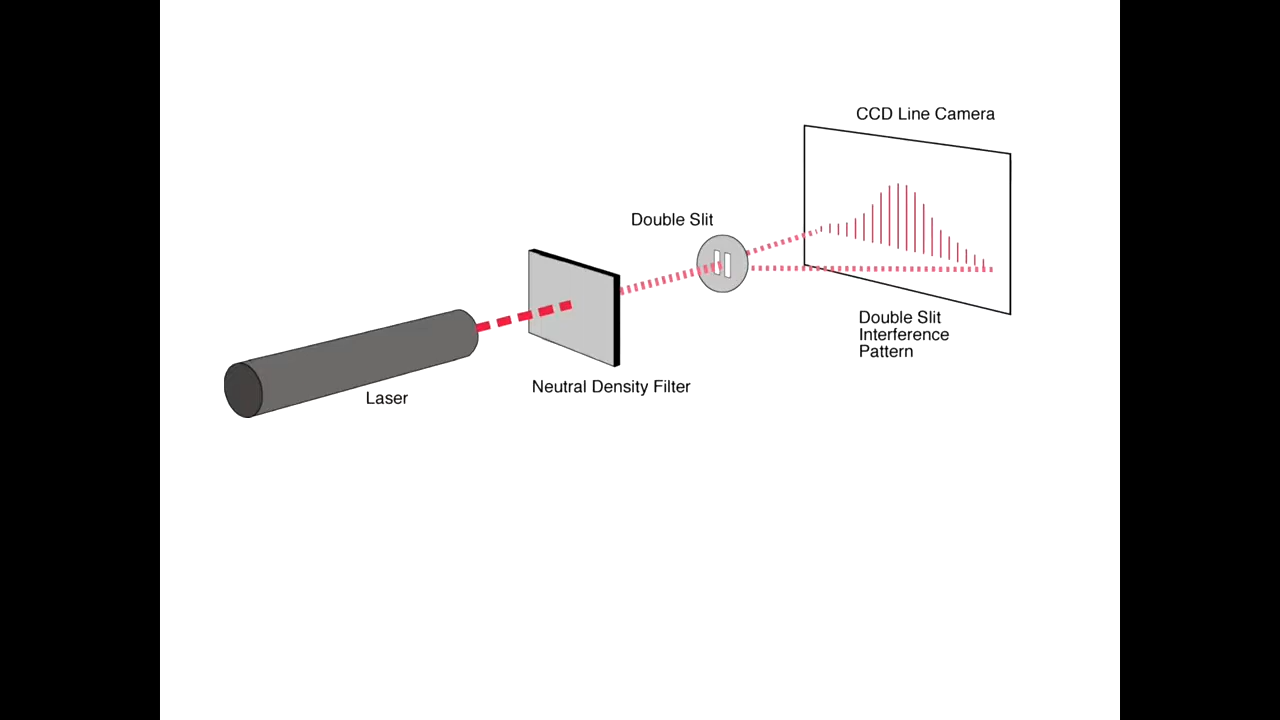 CCD Line Camera
Double Slit
Double Slit
Interference
Pattern
Neutral Density Filter
Laser